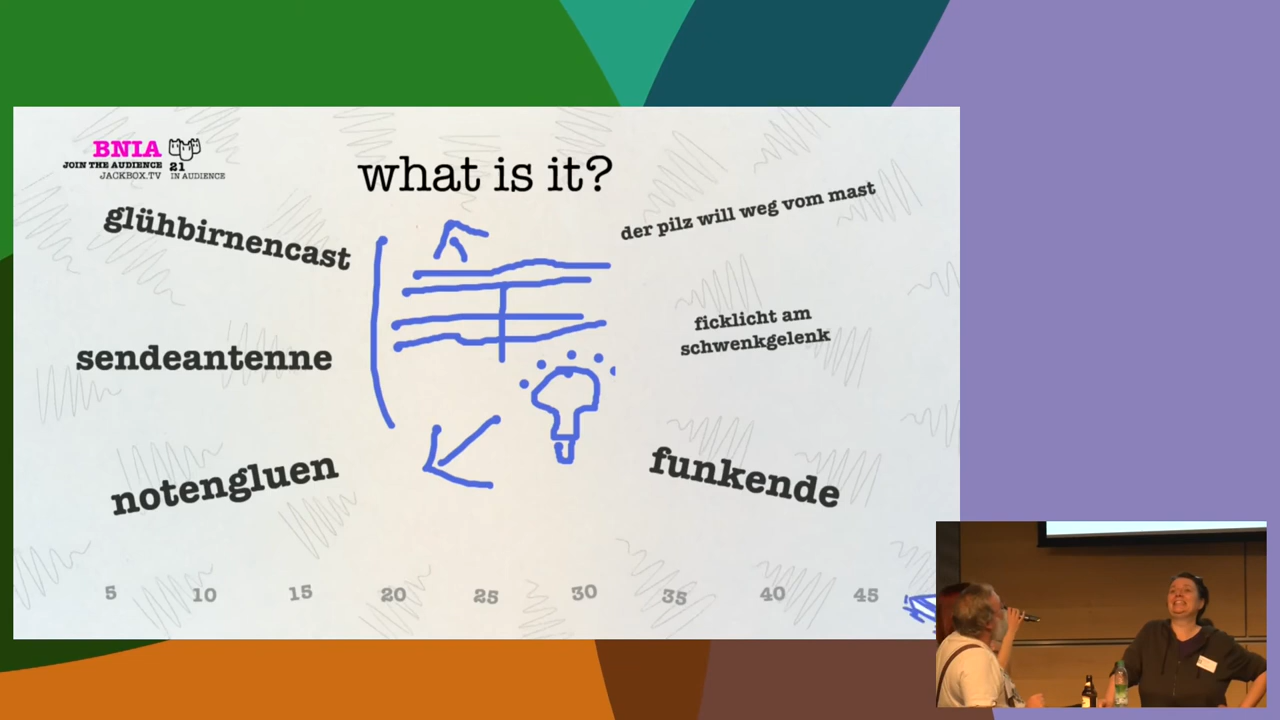 BNIA
JOIN THE AUDIENCE
JACKBOX.TV
21
IN AUDIENCE
what is it?
glühbirnencast
der pilz will weg vom mast
sendeantenne
ficklicht am
schwenkgelenk
notengluen
funkende
5 10 15 20 25 30 35 40 45